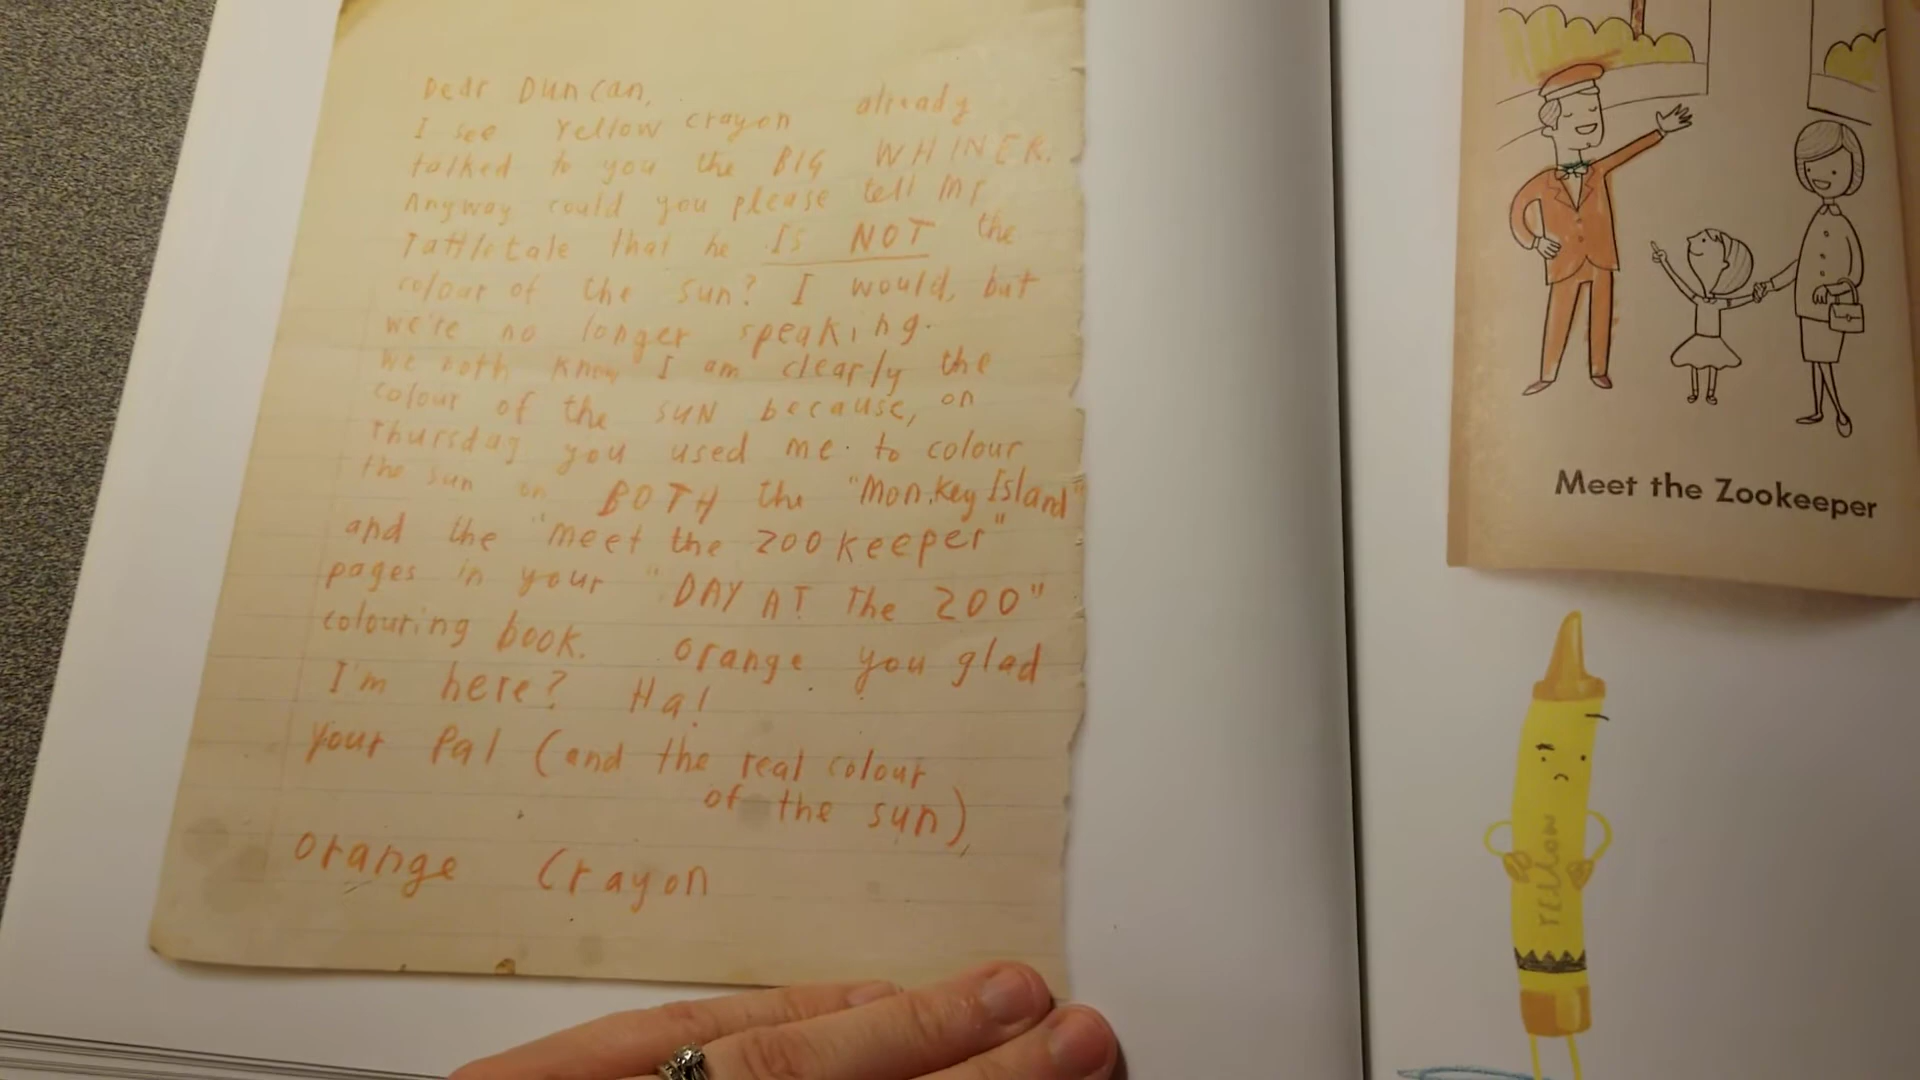 Dear Duncan,
I see Yellow crayon already
talked to you the BIG WHINER.
Anyway could you please tell Mr
Tattletale that he IS NOT the
colour of the sun? I would, but
we're no longer speaking.
We both know I am clearly the
colour of the SUN because, on
Thursday you used me to colour
the sun on BOTH the "Monkey Island"
and the "meet the zookeeper"
pages in your "DAY AT The ZOO"
colouring book. Orange you glad
I'm here? Ha!
Your Pal (and the real colour
of the sun),
Orange Crayon
Meet the Zookeeper
Yellow